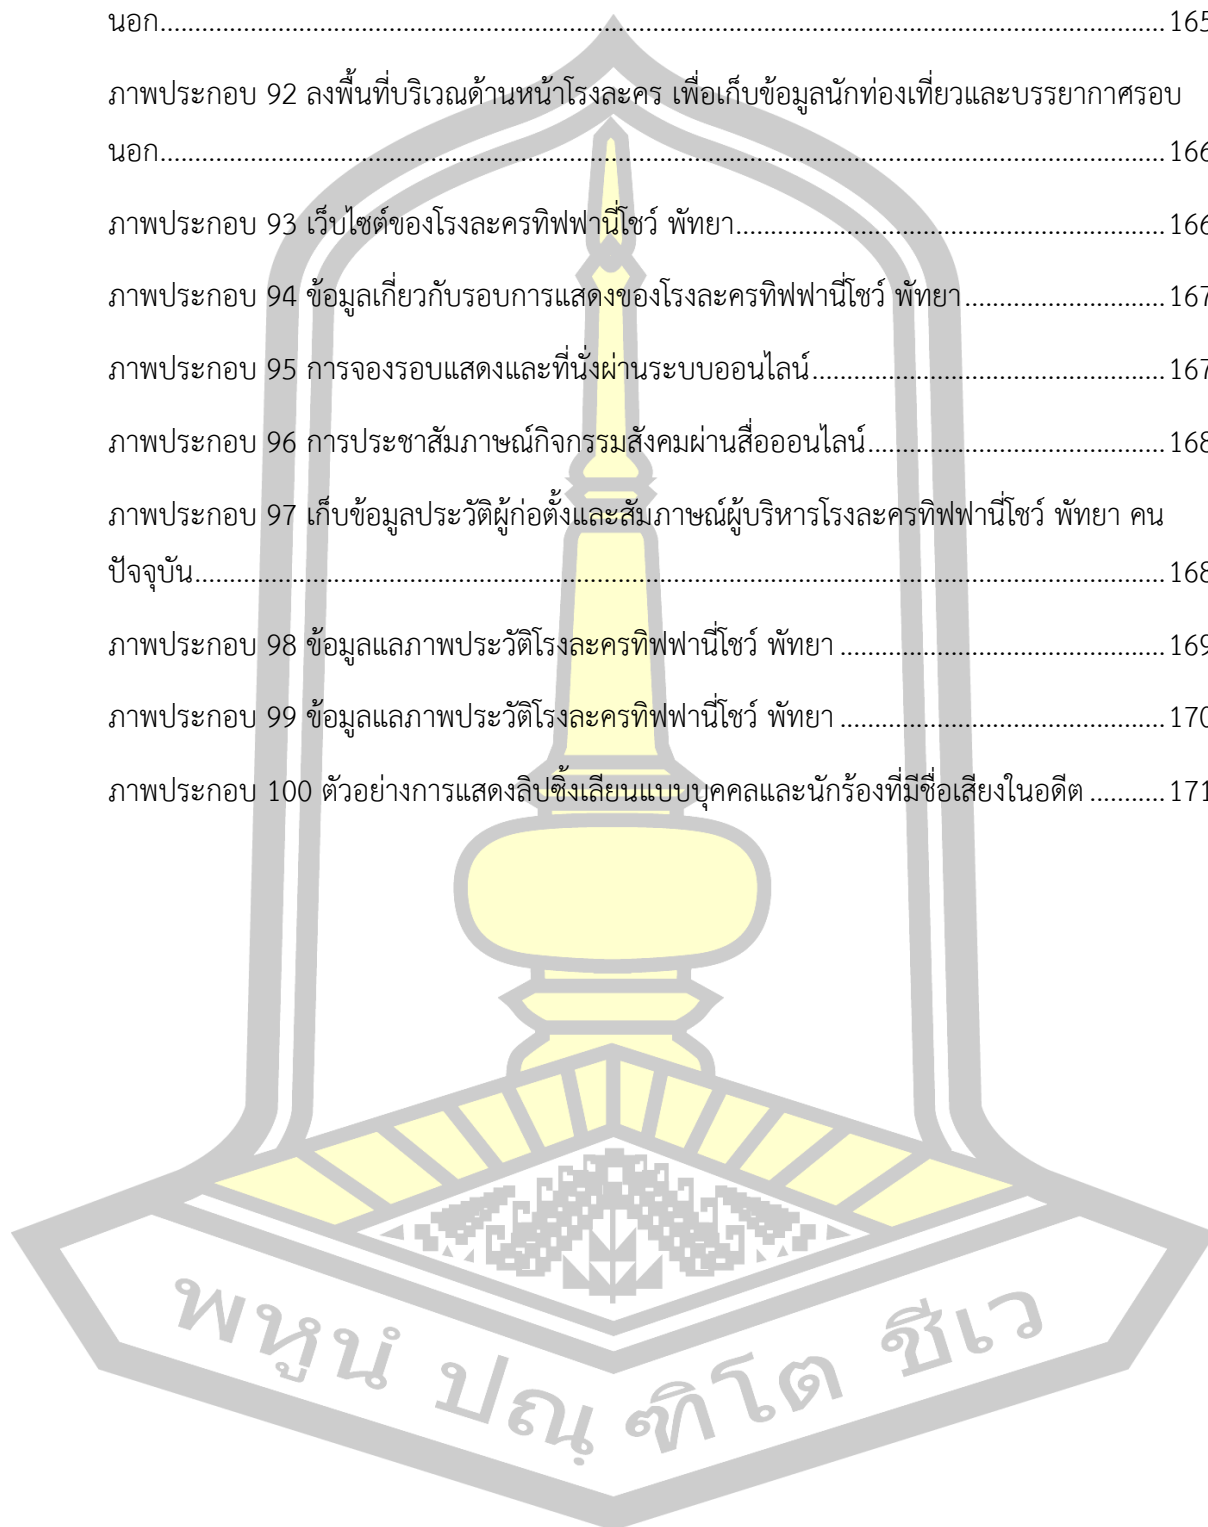 นอก.......................................................................................................................165
ภาพประกอบ 92 ลงพื้นที่บริเวณด้านหน้าโรงละคร เพื่อเก็บข้อมูลนักท่องเที่ยวและบรรยากาศรอบ
นอก.......................................................................................................................166
ภาพประกอบ 93 เว็บไซต์ของโรงละครทิฟฟานี่โชว์ พัทยา...................................................166
ภาพประกอบ 94 ข้อมูลเกี่ยวกับรอบการแสดงของโรงละครทิฟฟานี่โชว์ พัทยา........................167
ภาพประกอบ 95 การจองรอบแสดงและที่นั่งผ่านระบบออนไลน์..........................................167
ภาพประกอบ 96 การประชาสัมภาษณ์กิจกรรมสังคมผ่านสื่อออนไลน์...................................168
ภาพประกอบ 97 เก็บข้อมูลประวัติผู้ก่อตั้งและสัมภาษณ์ผู้บริหารโรงละครทิฟฟานี่โชว์ พัทยา คน
ปัจจุบัน...................................................................................................................168
ภาพประกอบ 98 ข้อมูลแลภาพประวัติโรงละครทิฟฟานี่โชว์ พัทยา .......................................169
ภาพประกอบ 99 ข้อมูลแลภาพประวัติโรงละครทิฟฟานี่โชว์ พัทยา .......................................170
ภาพประกอบ 100 ตัวอย่างการแสดงลิปซิ้งเลียนแบบบุคคลและนักร้องที่มีชื่อเสียงในอดีต ...........171
พหูนํ ปณฺฑิโต ชีเว